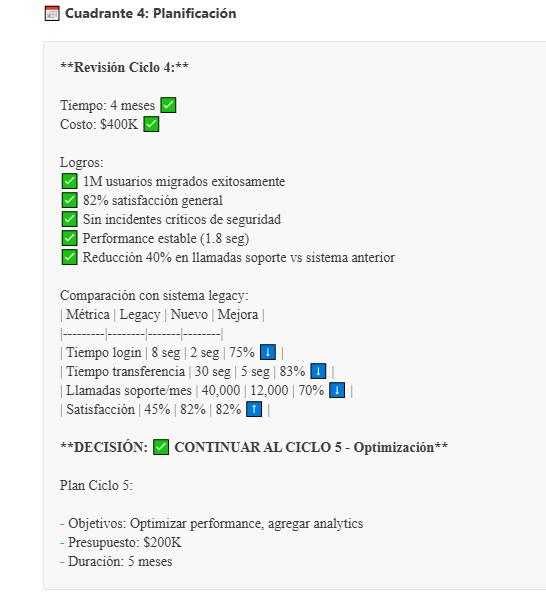 📅 Cuadrante 4: Planificación
**Revisión Ciclo 4:**
Tiempo: 4 meses ✅
Costo: $400K ✅
Logros:
✅ 1M usuarios migrados exitosamente
✅ 82% satisfacción general
✅ Sin incidentes críticos de seguridad
✅ Performance estable (1.8 seg)
✅ Reducción 40% en llamadas soporte vs sistema anterior
Comparación con sistema legacy:
| Métrica | Legacy | Nuevo | Mejora |
|---------|--------|-------|--------|
| Tiempo login | 8 seg | 2 seg | 75% ⬇️ |
| Tiempo transferencia | 30 seg | 5 seg | 83% ⬇️ |
| Llamadas soporte/mes | 40,000 | 12,000 | 70% ⬇️ |
| Satisfacción | 45% | 82% | 82% ⬆️ |
**DECISIÓN: ✅ CONTINUAR AL CICLO 5 - Optimización**
Plan Ciclo 5:
- Objetivos: Optimizar performance, agregar analytics
- Presupuesto: $200K
- Duración: 5 meses